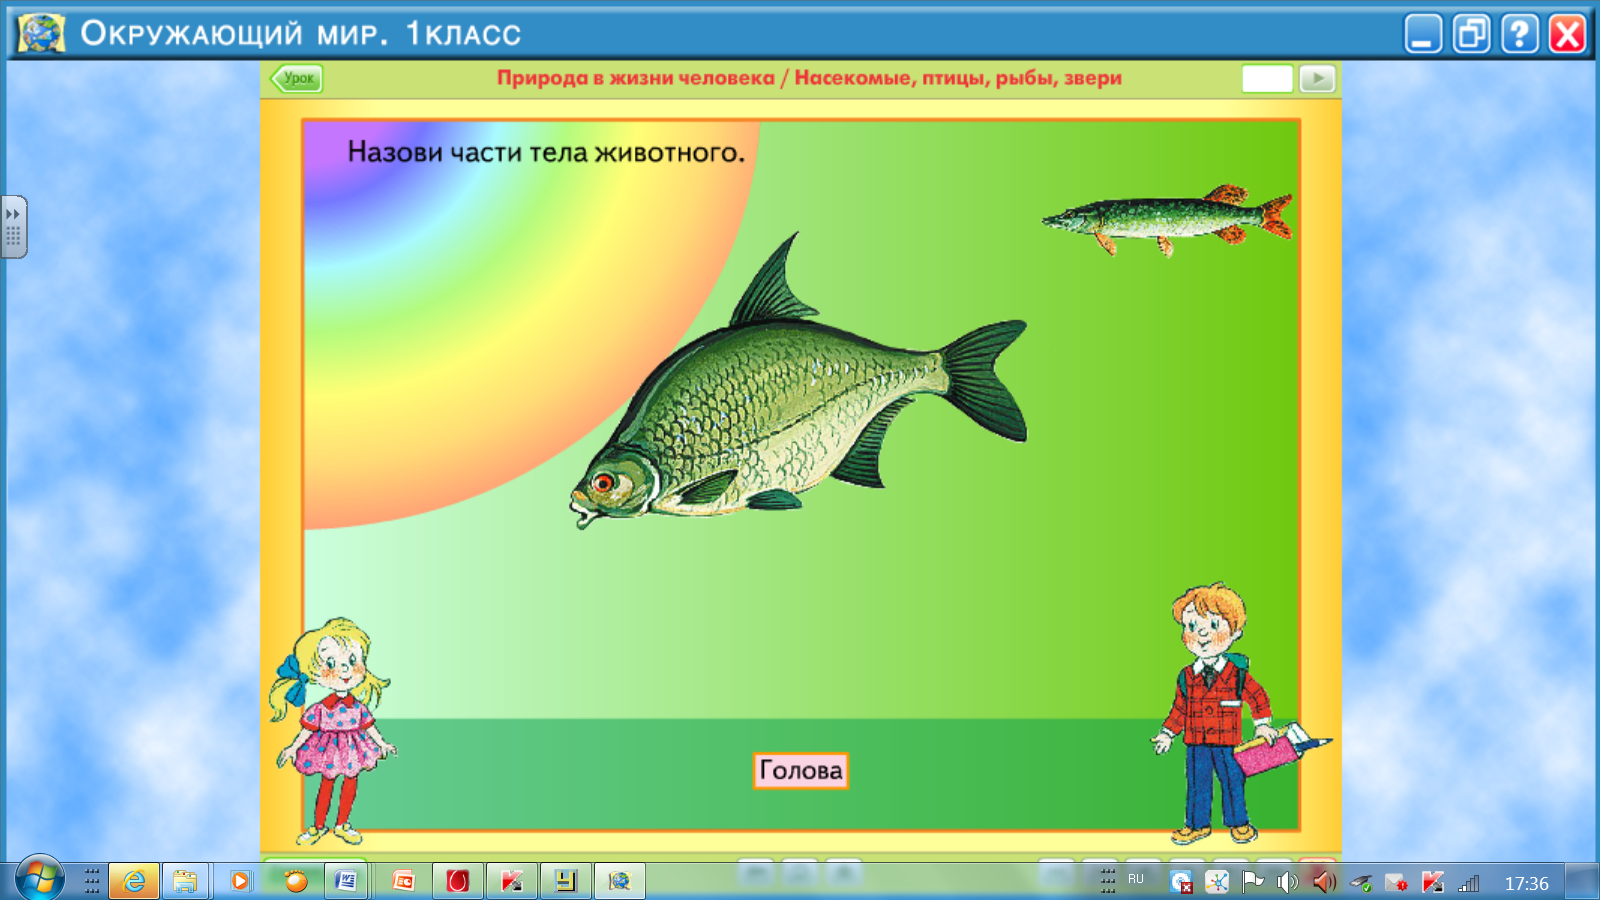 Окружающий мир. 1класс
Урок
Природа в жизни человека / Насекомые, птицы, рыбы, звери
Назови части тела животного.
Голова
RU
17:36